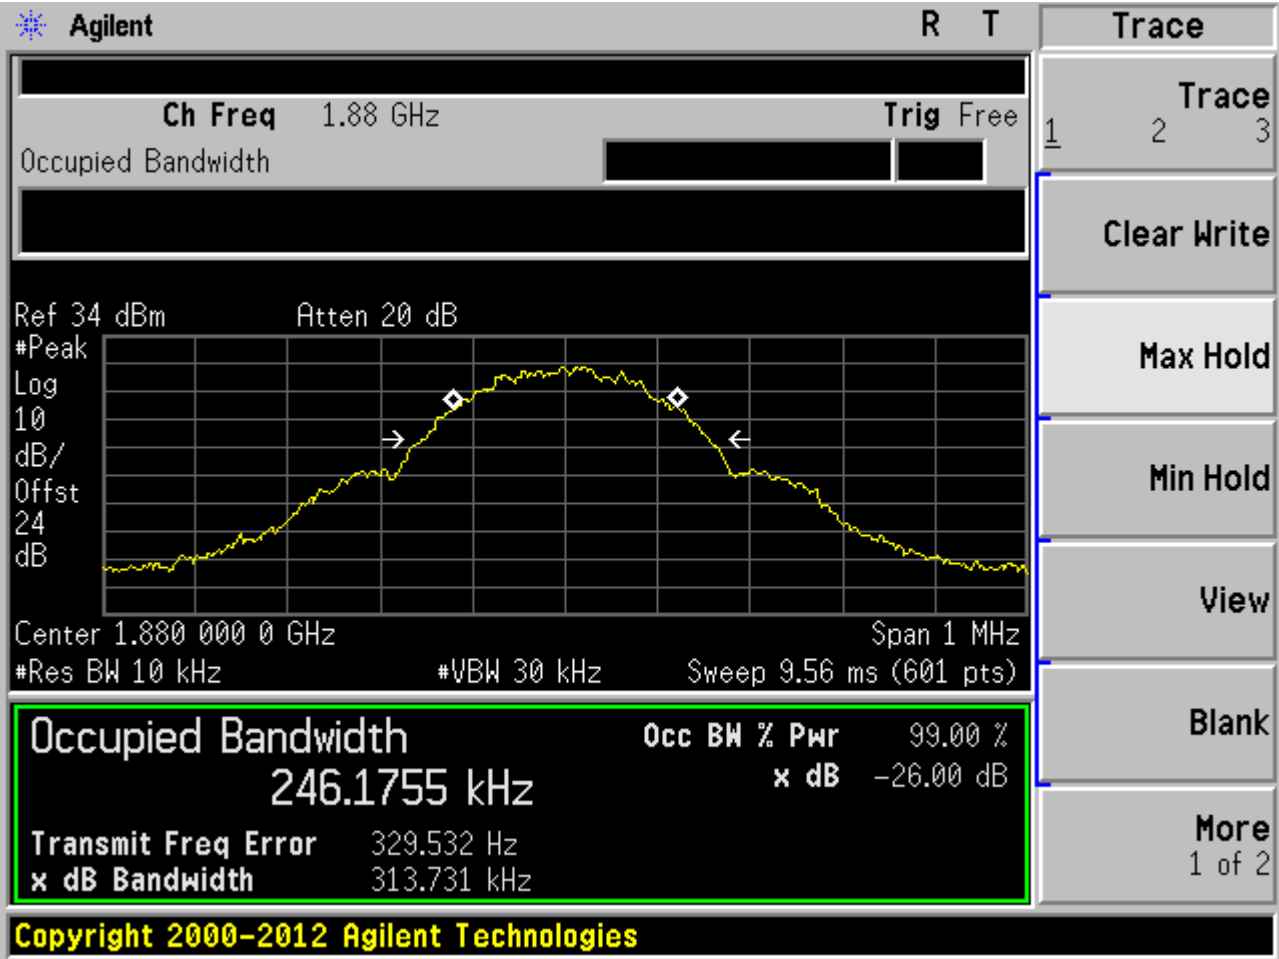 Agilent R T Trace
Ch Freq 1.88 GHz Trig Free
Occupied Bandwidth
Trace
1 2 3
Clear Write
Max Hold
Min Hold
View
Blank
More
1 of 2
Ref 34 dBm Atten 20 dB
#Peak
Log
10
dB/
Offst
24
dB
Center 1.880 000 0 GHz Span 1 MHz
#Res BW 10 kHz #VBW 30 kHz Sweep 9.56 ms (601 pts)
Occupied Bandwidth Occ BW % Pwr 99.00 %
246.1755 kHz x dB -26.00 dB
Transmit Freq Error 329.532 Hz
x dB Bandwidth 313.731 kHz
Copyright 2000-2012 Agilent Technologies